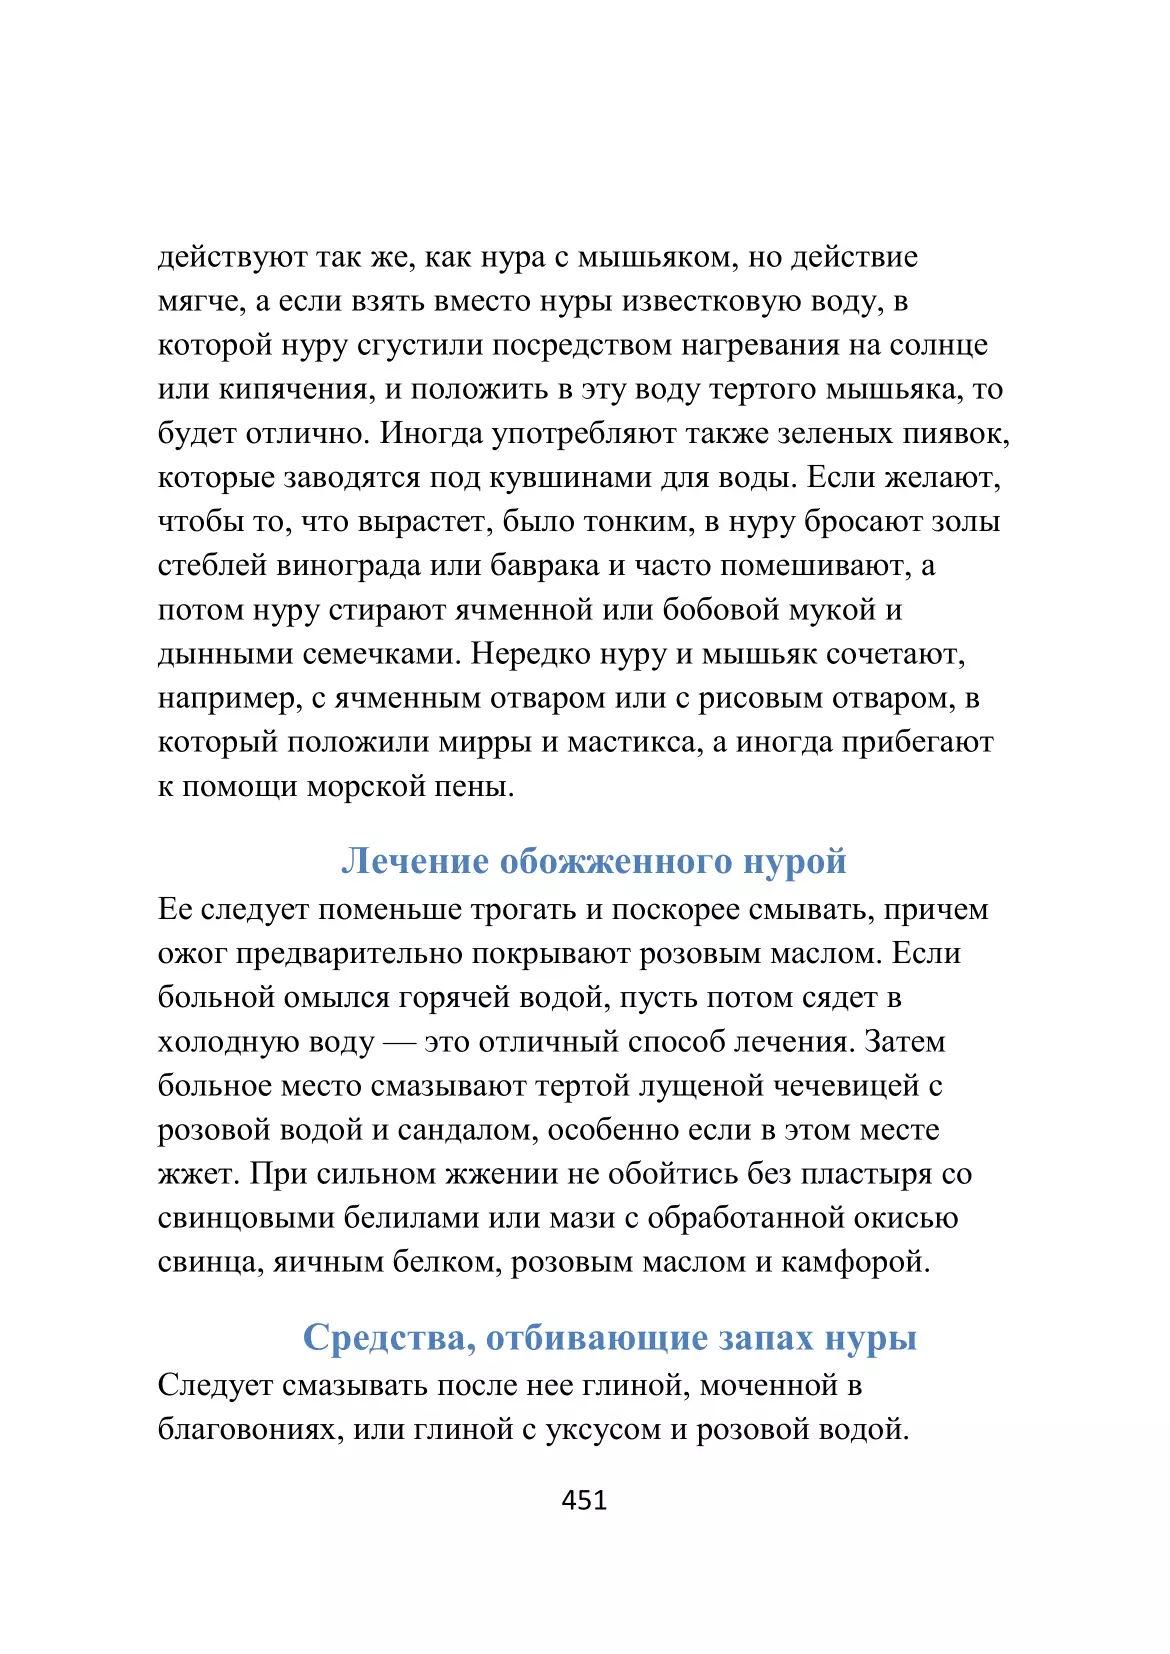 действуют так же, как нура с мышьяком, но действие
мягче, а если взять вместо нуры известковую воду, в
которой нуру сгустили посредством нагревания на солнце
или кипячения, и положить в эту воду тертого мышьяка, то
будет отлично. Иногда употребляют также зеленых пиявок,
которые заводятся под кувшинами для воды. Если желают,
чтобы то, что вырастет, было тонким, в нуру бросают золы
стеблей винограда или баврака и часто помешивают, а
потом нуру стирают ячменной или бобовой мукой и
дынными семечками. Нередко нуру и мышьяк сочетают,
например, с ячменным отваром или с рисовым отваром, в
который положили мирры и мастикса, а иногда прибегают
к помощи морской пены.
Лечение обожженного нурой
Ее следует поменьше трогать и поскорее смывать, причем
ожог предварительно покрывают розовым маслом. Если
больной омылся горячей водой, пусть потом сядет в
холодную воду — это отличный способ лечения. Затем
больное место смазывают тертой лущеной чечевицей с
розовой водой и сандалом, особенно если в этом месте
жжет. При сильном жжении не обойтись без пластыря со
свинцовыми белилами или мази с обработанной окисью
свинца, яичным белком, розовым маслом и камфорой.
Средства, отбивающие запах нуры
Следует смазывать после нее глиной, моченной в
благовониях, или глиной с уксусом и розовой водой.
451